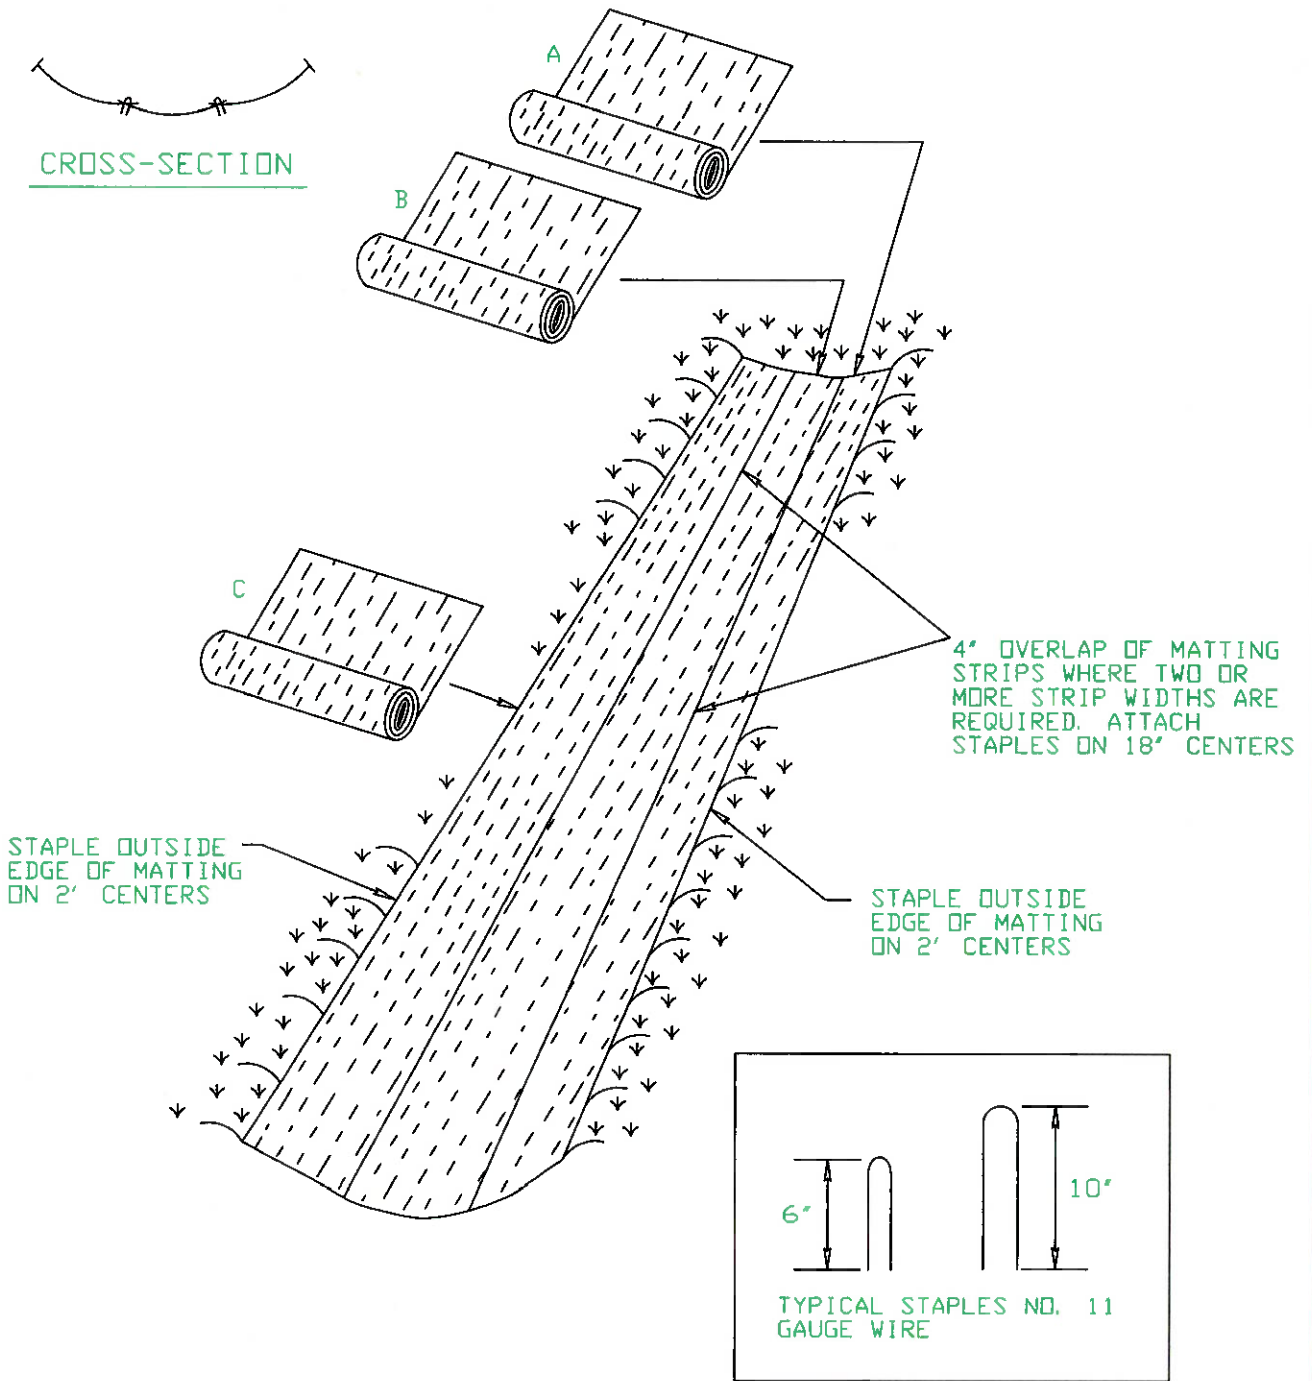 A
CROSS-SECTION
B
C
4" OVERLAP OF MATTING
STRIPS WHERE TWO OR
MORE STRIP WIDTHS ARE
REQUIRED. ATTACH
STAPLES ON 18" CENTERS
STAPLE OUTSIDE
EDGE OF MATTING
ON 2' CENTERS
STAPLE OUTSIDE
EDGE OF MATTING
ON 2' CENTERS
6"
10"
TYPICAL STAPLES NO. 11
GAUGE WIRE